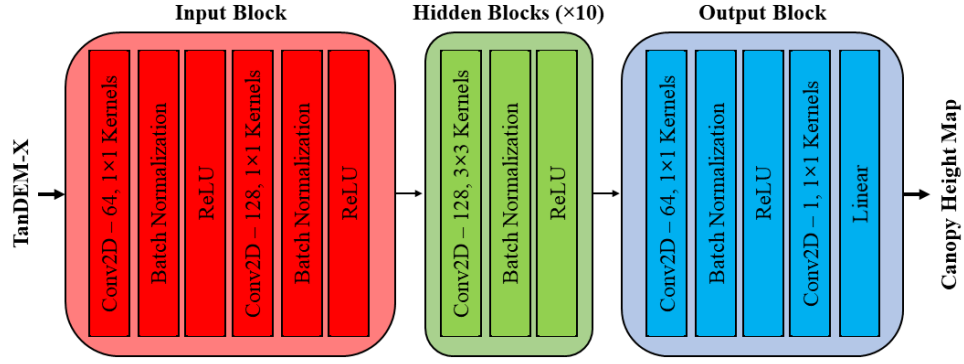 Input Block
Hidden Blocks (×10)
Output Block
TanDEM-X
Conv2D – 64, 1×1 Kernels
Batch Normalization
ReLU
Conv2D – 128, 1×1 Kernels
Batch Normalization
ReLU
Conv2D – 128, 3×3 Kernels
Batch Normalization
ReLU
Conv2D – 64, 1×1 Kernels
Batch Normalization
ReLU
Conv2D – 1, 1×1 Kernels
Linear
Canopy Height Map